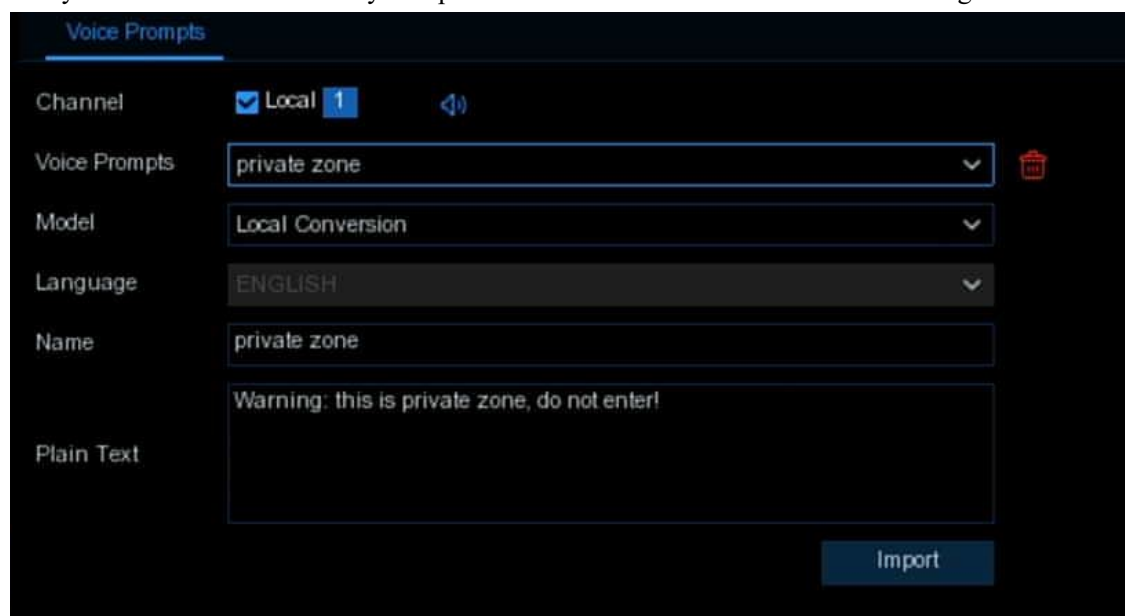 Voice Prompts
Channel Local 1
Voice Prompts private zone
Model Local Conversion
Language ENGLISH
Name private zone
Warning: this is private zone, do not enter!
Plain Text
Import